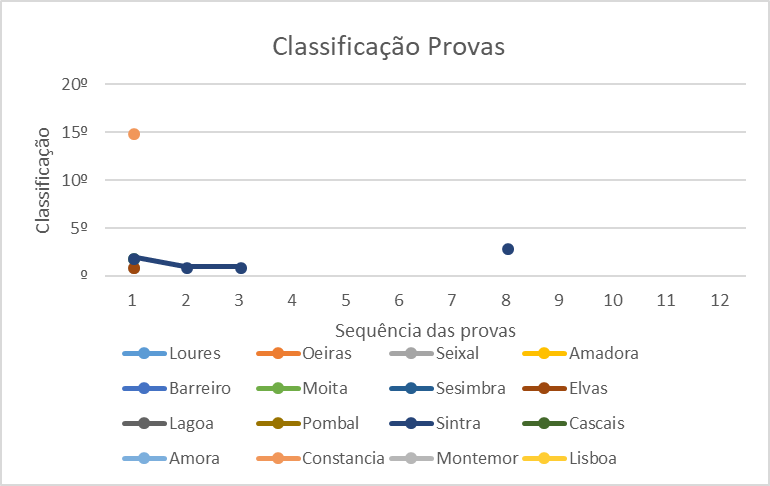 Classificação Provas
20º
15º
10º
5º
º
Classificação
1 2 3 4 5 6 7 8 9 10 11 12
Sequência das provas
Loures Oeiras Seixal Amadora
Barreiro Moita Sesimbra Elvas
Lagoa Pombal Sintra Cascais
Amora Constancia Montemor Lisboa